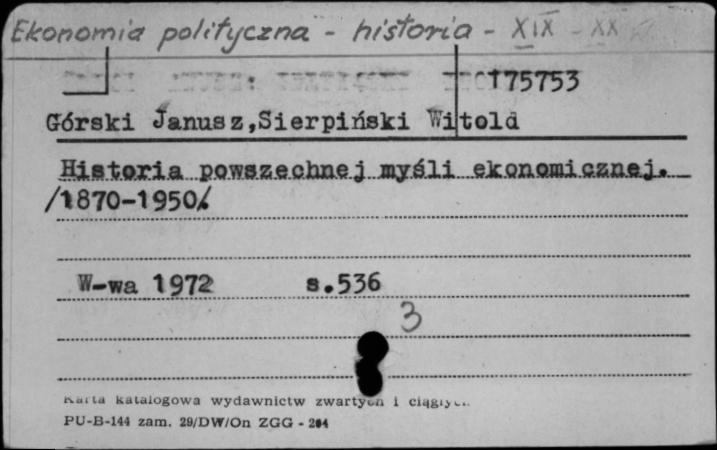 Ekonomia polityczna - historia - XIX - XX
175753
Górski Janusz,Sierpiński Witold
Historia powszechnej myśli ekonomicznej.
/1870-1950/
W-wa 1972 s.536
3
Karta katalogowa wydawnictw zwartych i ciągłych
PU-B-144 zam. 29/DW/On ZGG - 204